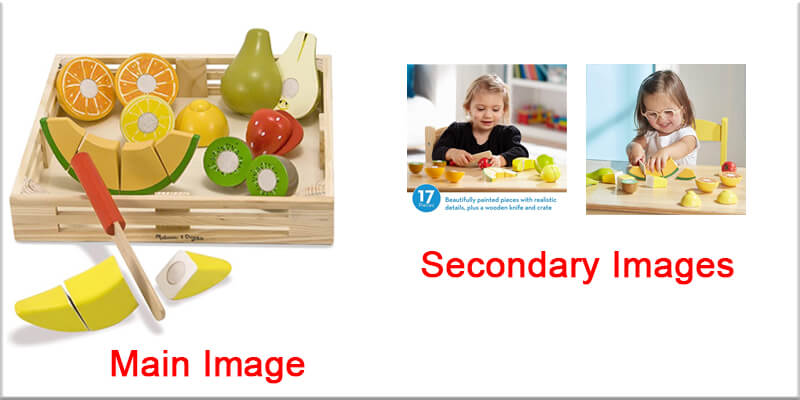 Melissa & Doug
17
PIECES
Beautifully painted pieces with realistic
details, plus a wooden knife and crate
Secondary Images
Main Image